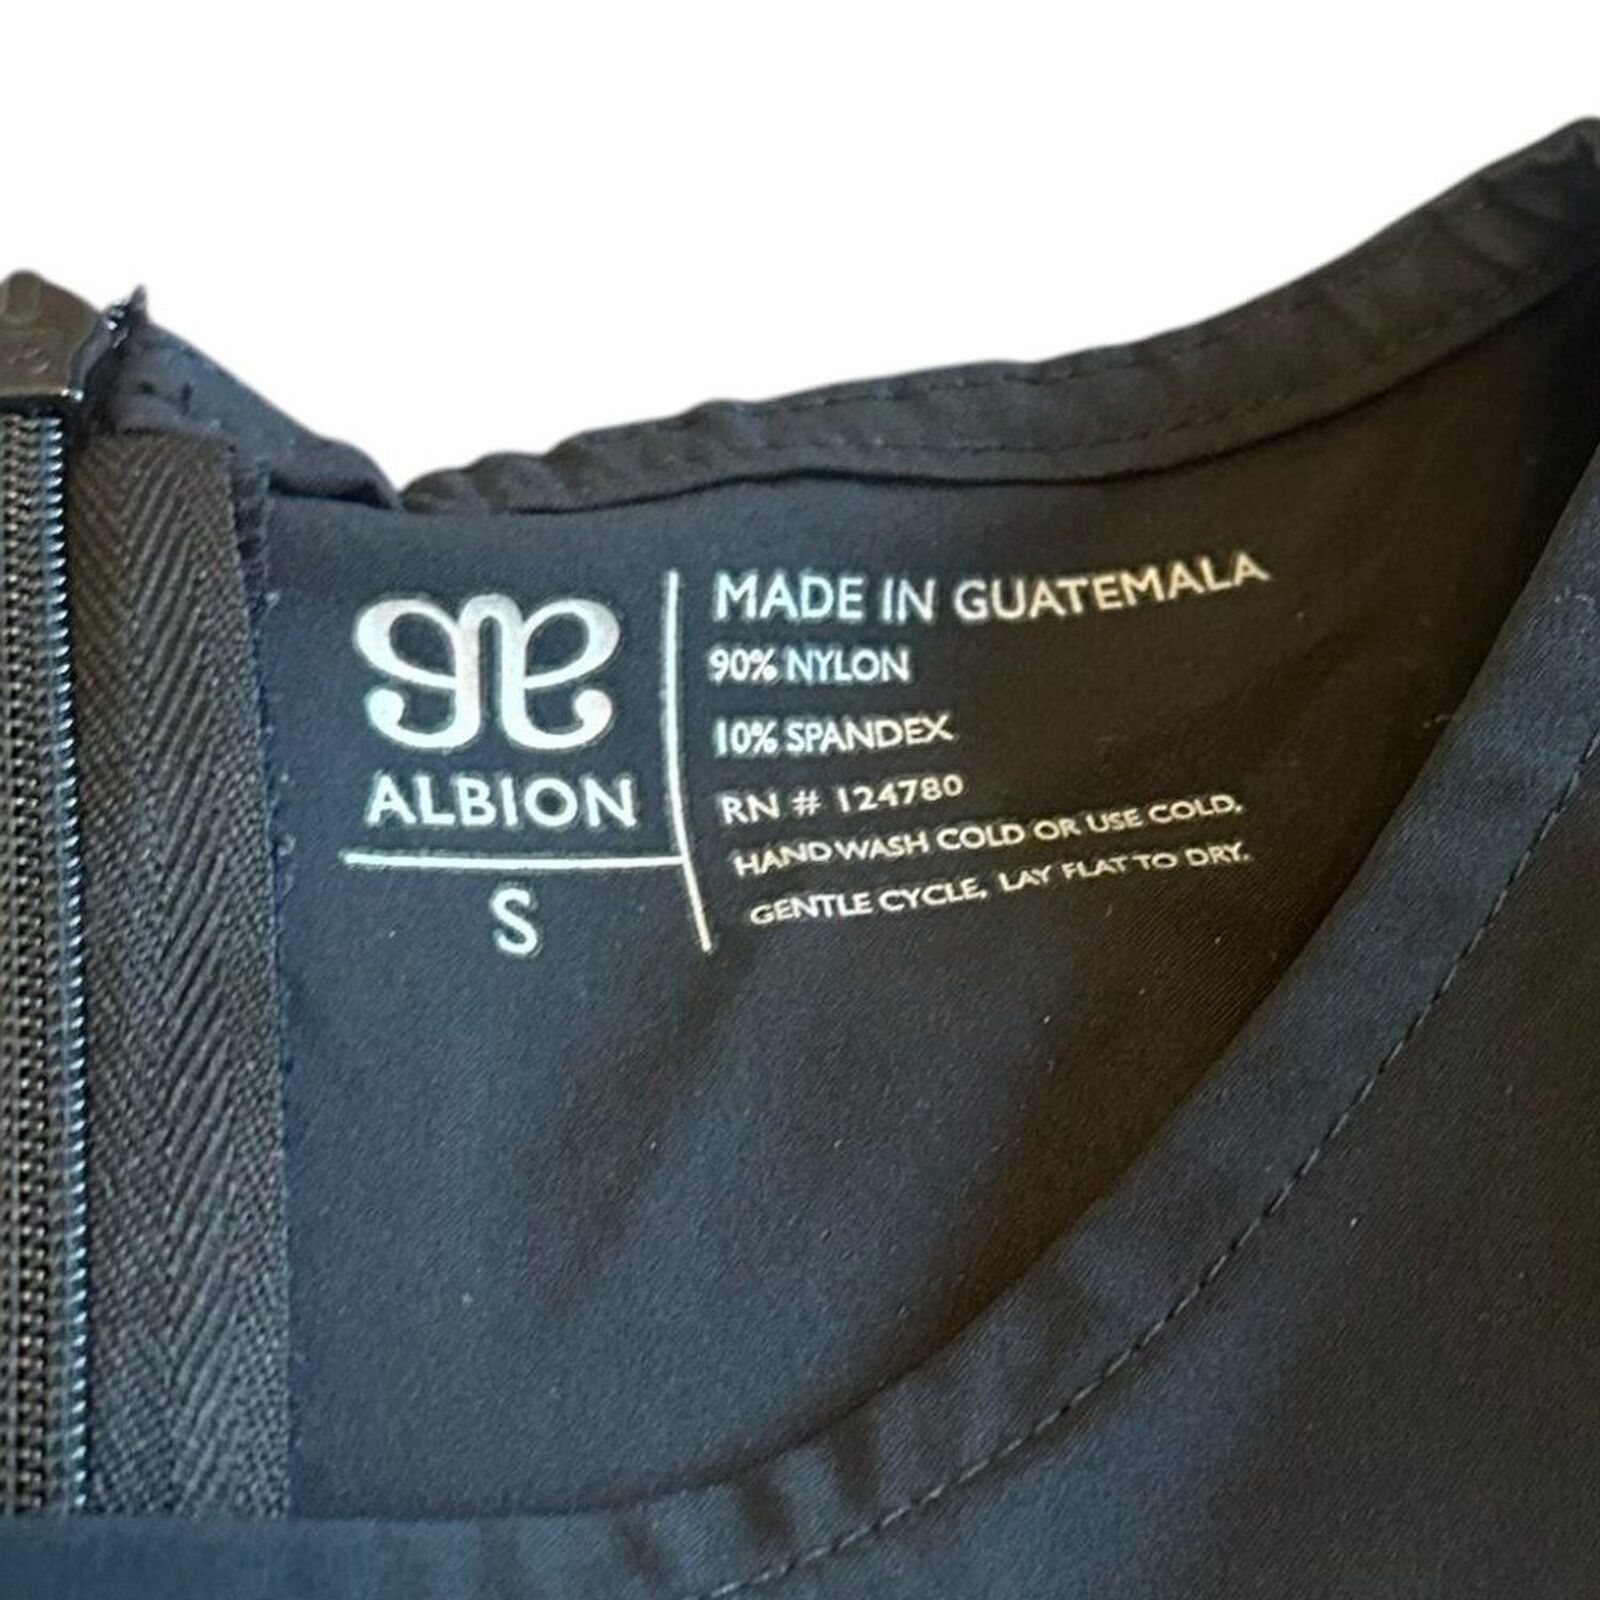 ALBION
S
MADE IN GUATEMALA
90% NYLON
10% SPANDEX
RN # 124780
HAND WASH COLD OR USE COLD,
GENTLE CYCLE, LAY FLAT TO DRY.